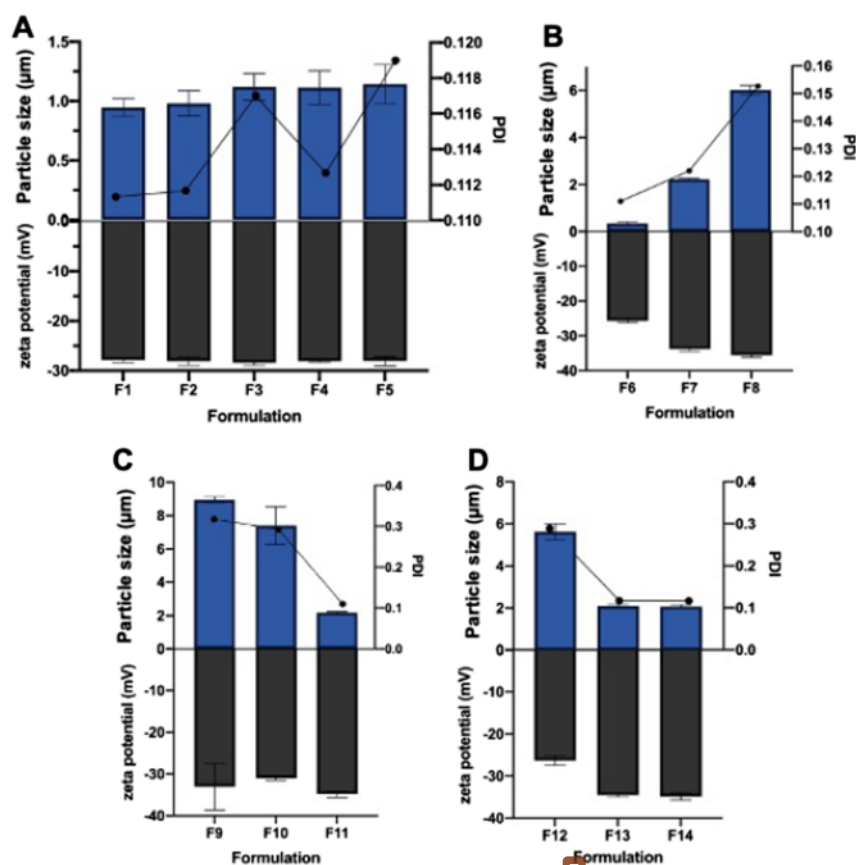 A
Particle size (µm)
1.5
1.0
0.5
0.0
0.120
0.118
0.116
0.114
0.112
0.110
PDI
zeta potential (mV)
-10
-20
-30
F1 F2 F3 F4 F5
Formulation
B
Particle size (µm)
6
4
2
0
0.16
0.15
0.14
0.13
0.12
0.11
0.10
PDI
zeta potential (mV)
-10
-20
-30
-40
F6 F7 F8
Formulation
C
Particle size (µm)
10
8
6
4
2
0
0.4
0.3
0.2
0.1
0.0
PDI
zeta potential (mV)
-10
-20
-30
-40
F9 F10 F11
Formulation
D
Particle size (µm)
8
6
4
2
0
0.4
0.3
0.2
0.1
0.0
PDI
zeta potential (mV)
-10
-20
-30
-40
F12 F13 F14
Formulation